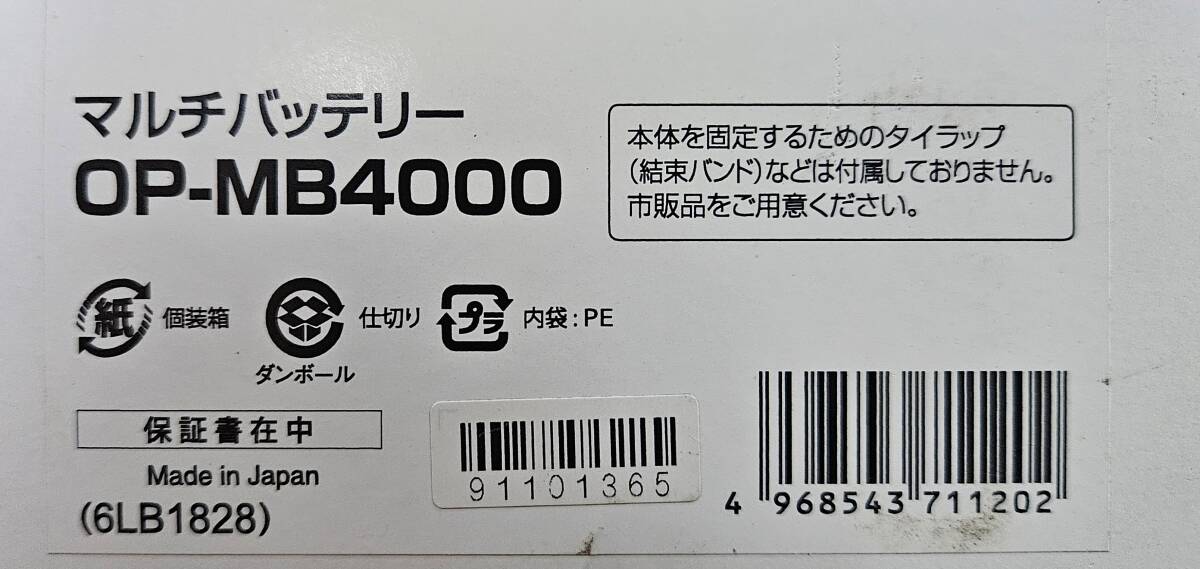 マルチバッテリー
OP-MB4000
本体を固定するためのタイラップ
(結束バンド)などは付属しておりません。
市販品をご用意ください。
紙 個装箱
ダンボール
仕切り
プラ 内袋:PE
保証書在中
Made in Japan
(6LB1828)
91101365
4 968543 711202